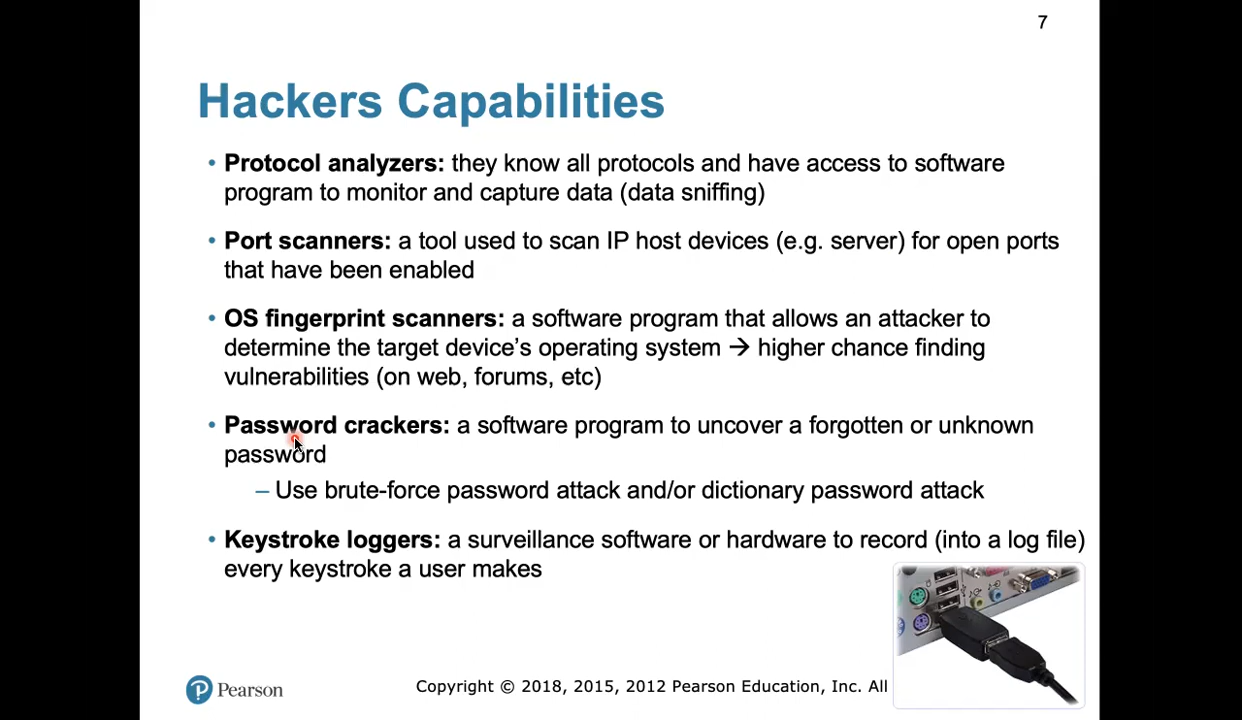 7
Hackers Capabilities
• Protocol analyzers: they know all protocols and have access to software
program to monitor and capture data (data sniffing)
• Port scanners: a tool used to scan IP host devices (e.g. server) for open ports
that have been enabled
• OS fingerprint scanners: a software program that allows an attacker to
determine the target device's operating system → higher chance finding
vulnerabilities (on web, forums, etc)
• Password crackers: a software program to uncover a forgotten or unknown
password
– Use brute-force password attack and/or dictionary password attack
• Keystroke loggers: a surveillance software or hardware to record (into a log file)
every keystroke a user makes
P Pearson
Copyright © 2018, 2015, 2012 Pearson Education, Inc. All